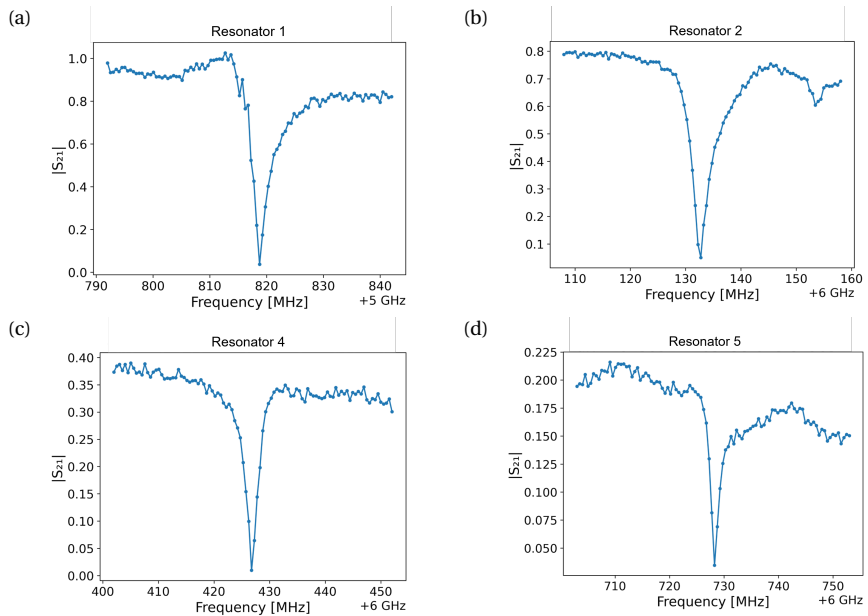 (a)
Resonator 1
1.0
0.8
0.6
0.4
0.2
0.0
|S₂₁|
790 800 810 820 830 840
Frequency [MHz]
+5 GHz
(b)
Resonator 2
0.8
0.7
0.6
0.5
0.4
0.3
0.2
0.1
|S₂₁|
110 120 130 140 150 160
Frequency [MHz]
+6 GHz
(c)
Resonator 4
0.40
0.35
0.30
0.25
0.20
0.15
0.10
0.05
0.00
|S₂₁|
400 410 420 430 440 450
Frequency [MHz]
+6 GHz
(d)
Resonator 5
0.225
0.200
0.175
0.150
0.125
0.100
0.075
0.050
|S₂₁|
710 720 730 740 750
Frequency [MHz]
+6 GHz